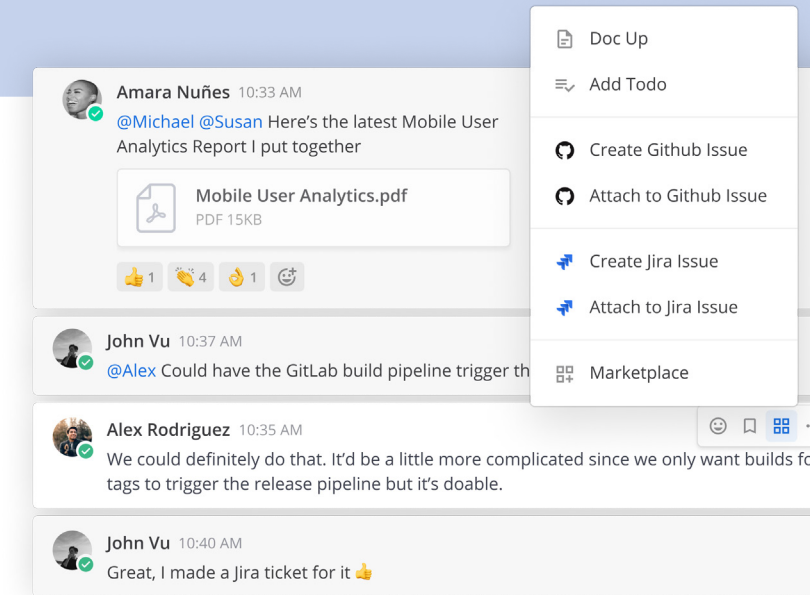 Doc Up
Add Todo
Create Github Issue
Attach to Github Issue
Create Jira Issue
Attach to Jira Issue
Marketplace
Amara Nuñes 10:33 AM
@Michael @Susan Here’s the latest Mobile User
Analytics Report I put together
Mobile User Analytics.pdf
PDF 15KB
1 4 1
John Vu 10:37 AM
@Alex Could have the GitLab build pipeline trigger
Alex Rodriguez 10:35 AM
We could definitely do that. It’d be a little more complicated since we only want builds
tags to trigger the release pipeline but it’s doable.
John Vu 10:40 AM
Great, I made a Jira ticket for it 👍